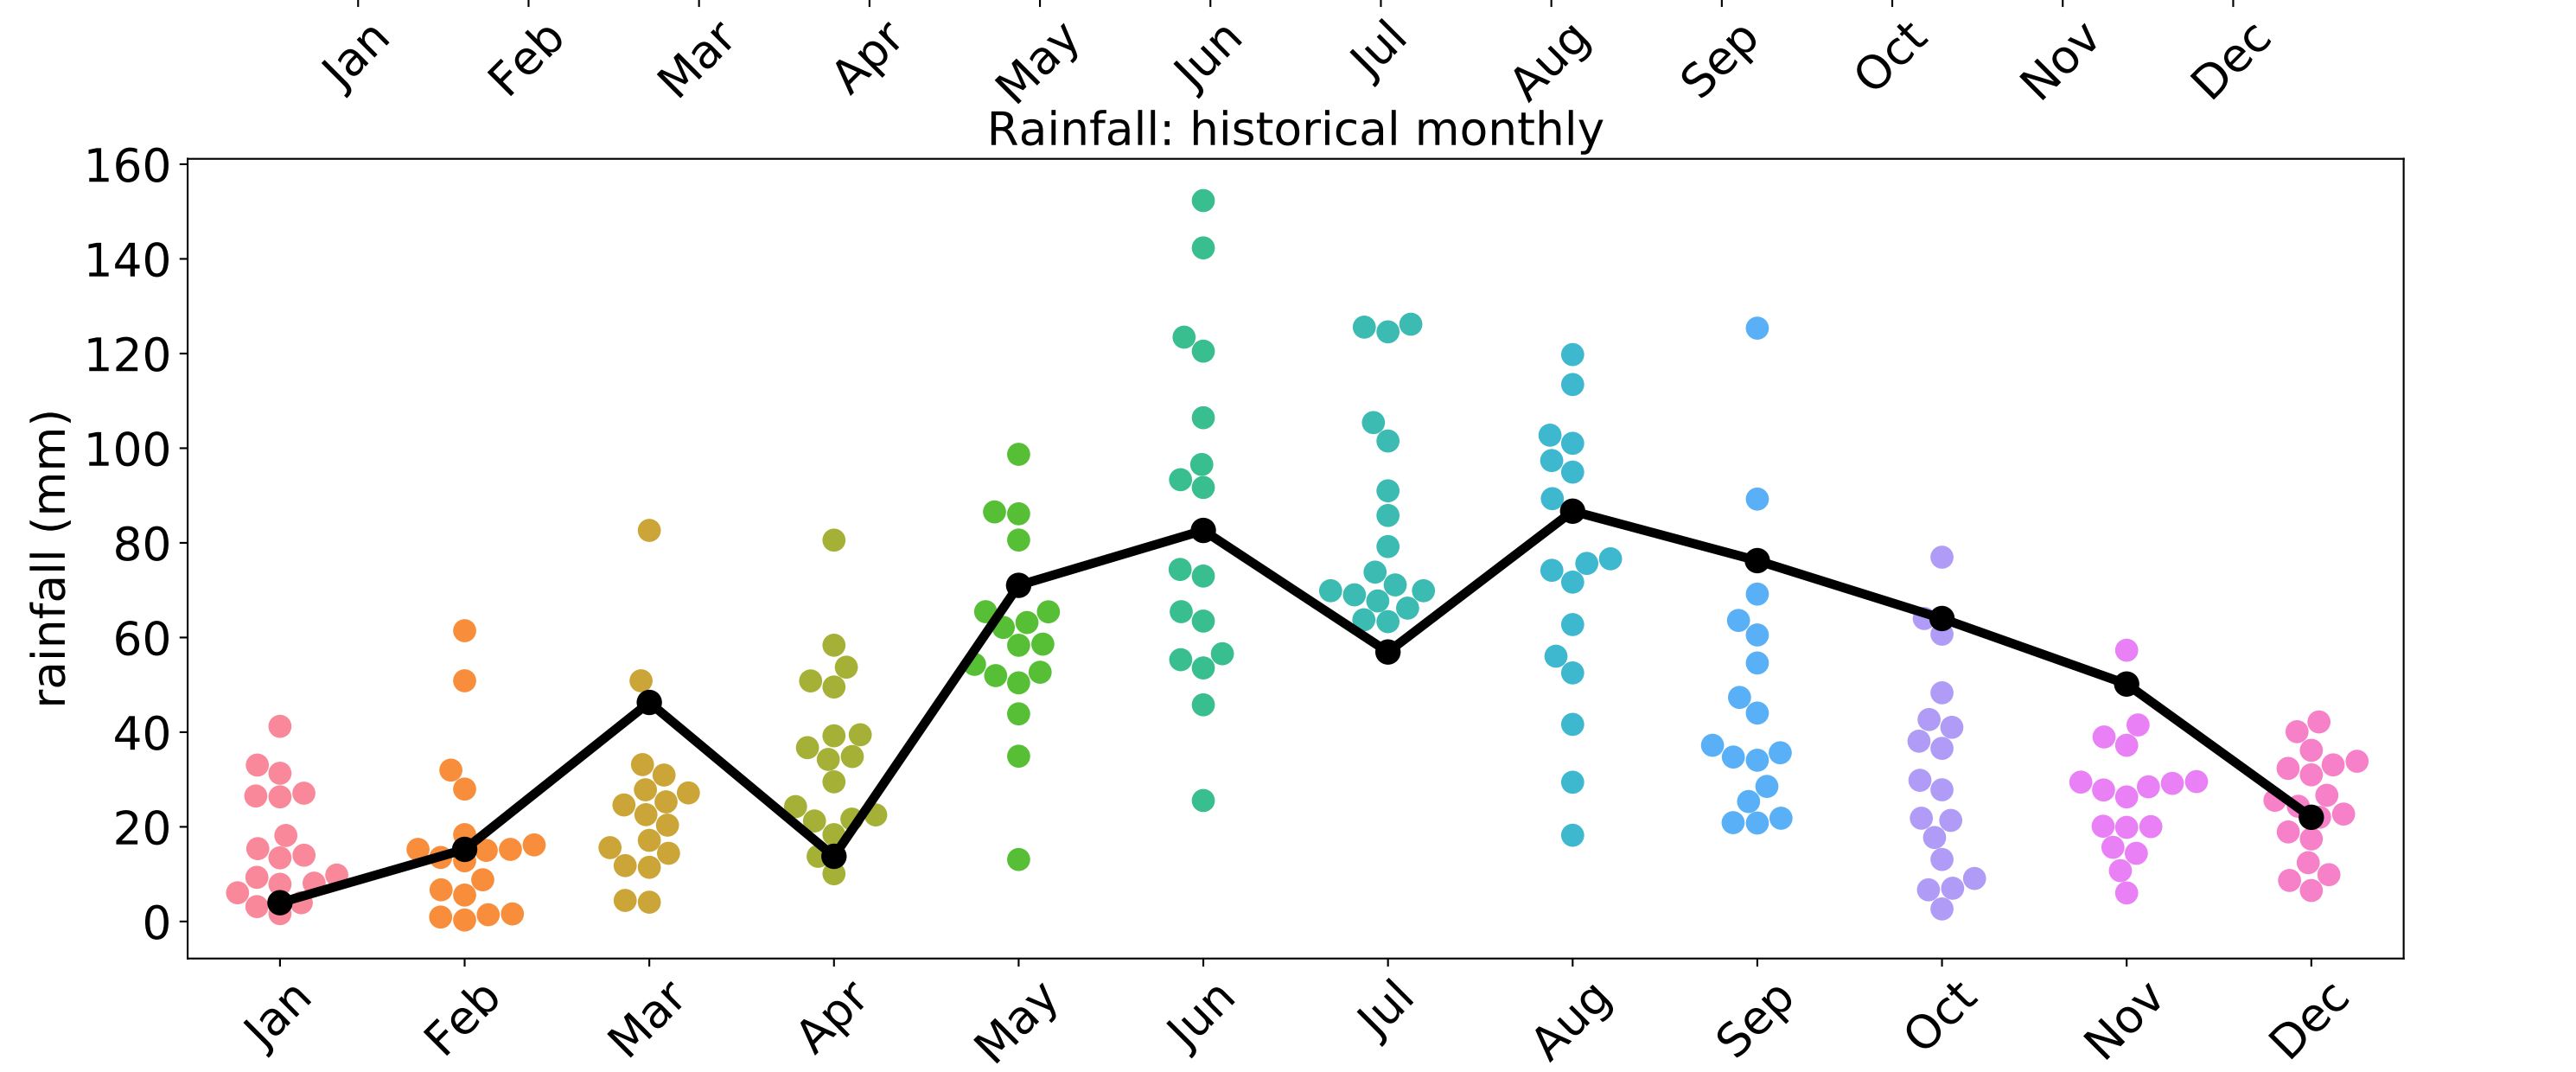 Jan Feb Mar Apr May Jun Jul Aug Sep Oct Nov Dec
Rainfall: historical monthly
160
140
120
100
80
60
40
20
0
rainfall (mm)
Jan Feb Mar Apr May Jun Jul Aug Sep Oct Nov Dec